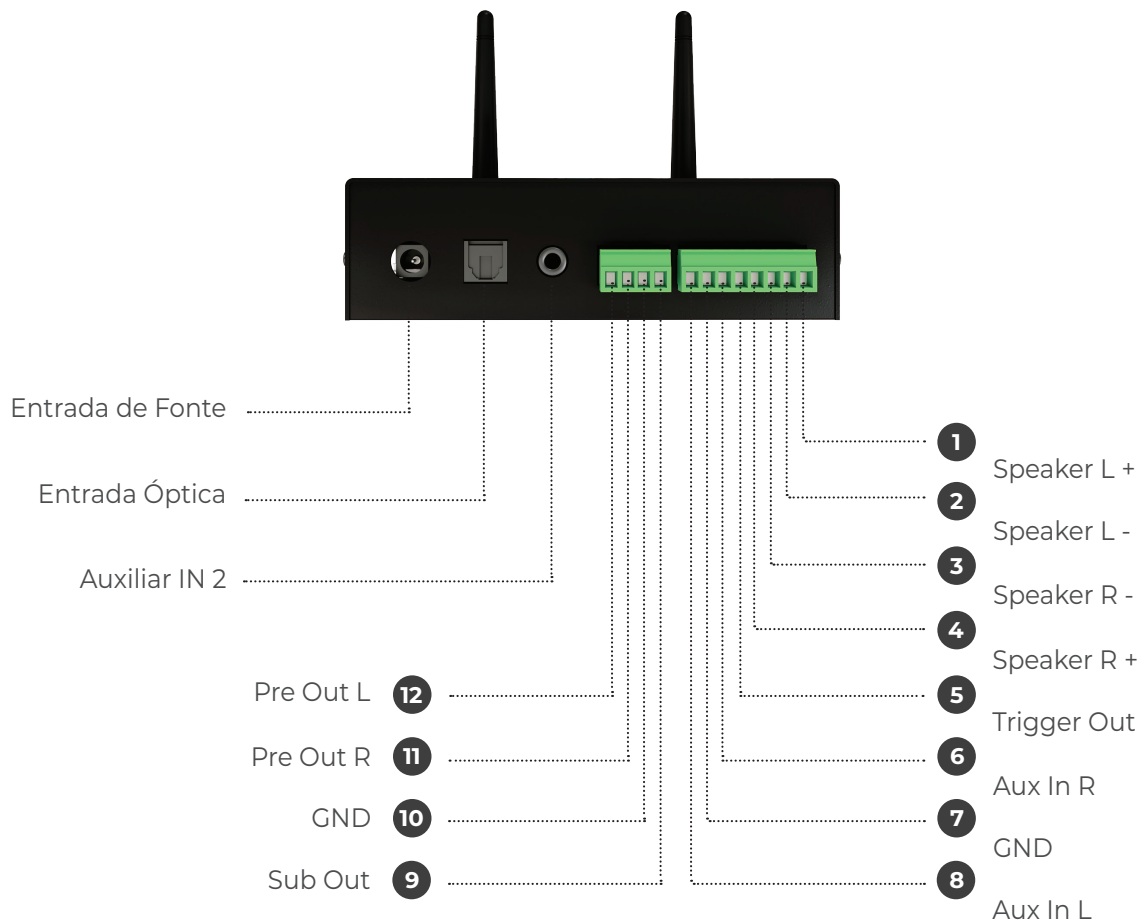 Entrada de Fonte
Entrada Óptica
Auxiliar IN 2
Pre Out L 12
Pre Out R 11
GND 10
Sub Out 9
1 Speaker L +
2 Speaker L -
3 Speaker R -
4 Speaker R +
5 Trigger Out
6 Aux In R
7 GND
8 Aux In L